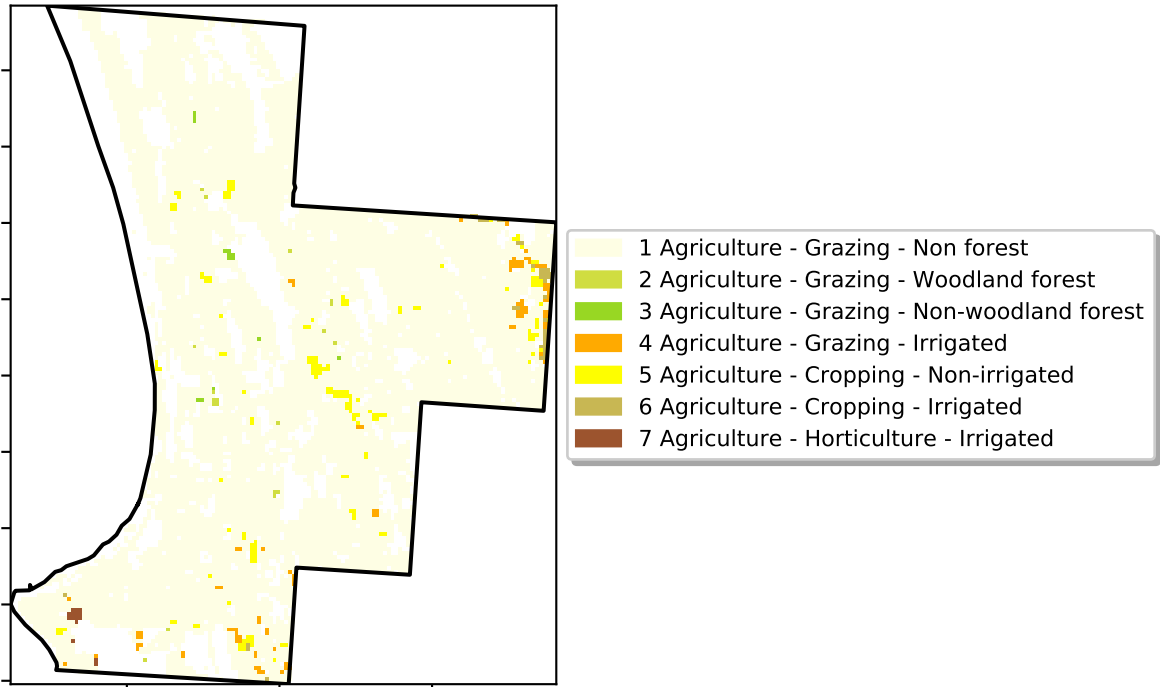 1 Agriculture - Grazing - Non forest
2 Agriculture - Grazing - Woodland forest
3 Agriculture - Grazing - Non-woodland forest
4 Agriculture - Grazing - Irrigated
5 Agriculture - Cropping - Non-irrigated
6 Agriculture - Cropping - Irrigated
7 Agriculture - Horticulture - Irrigated